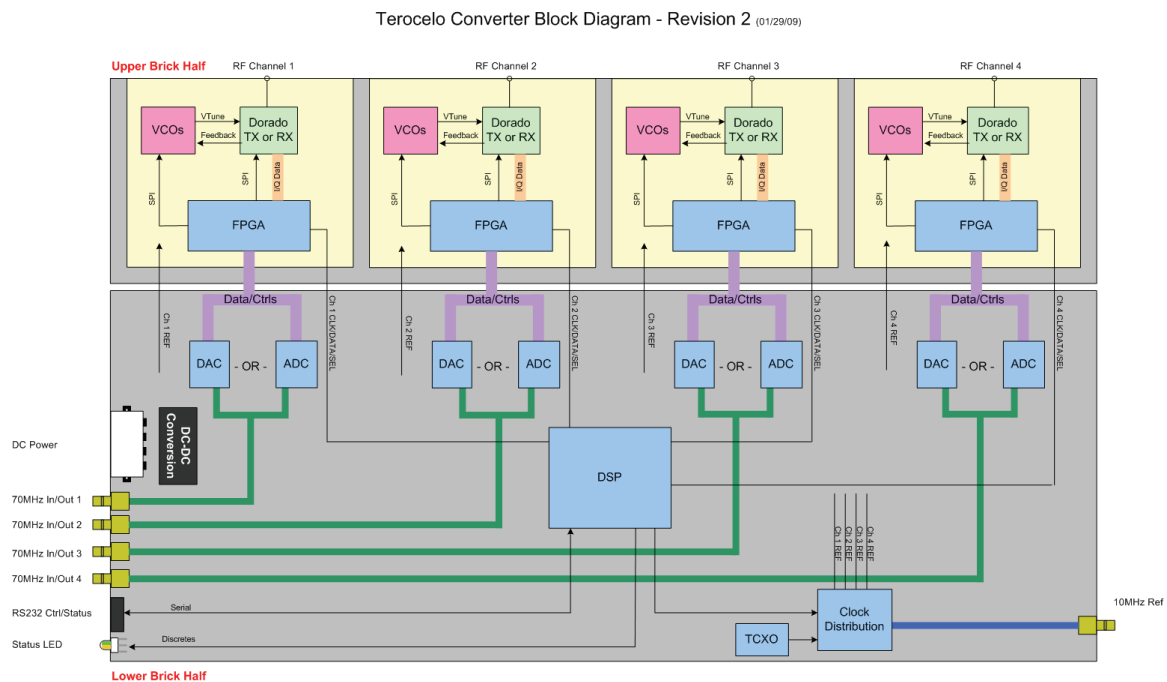 Terocelo Converter Block Diagram - Revision 2 (01/29/09)
Upper Brick Half
RF Channel 1
RF Channel 2
RF Channel 3
RF Channel 4
VCOs
VTune
Feedback
Dorado
TX or RX
SPI
SPI
I/Q Data
FPGA
VCOs
VTune
Feedback
Dorado
TX or RX
SPI
SPI
I/Q Data
FPGA
VCOs
VTune
Feedback
Dorado
TX or RX
SPI
SPI
I/Q Data
FPGA
VCOs
VTune
Feedback
Dorado
TX or RX
SPI
SPI
I/Q Data
FPGA
Ch 1 REF
Data/Ctrls
DAC
- OR -
ADC
Ch 1 CLK/DATA/SEL
Ch 2 REF
Data/Ctrls
DAC
- OR -
ADC
Ch 2 CLK/DATA/SEL
Ch 3 REF
Data/Ctrls
DAC
- OR -
ADC
Ch 3 CLK/DATA/SEL
Ch 4 REF
Data/Ctrls
DAC
- OR -
ADC
Ch 4 CLK/DATA/SEL
DC Power
DC-DC
Conversion
DSP
70MHz In/Out 1
70MHz In/Out 2
70MHz In/Out 3
70MHz In/Out 4
Ch 1 REF
Ch 2 REF
Ch 3 REF
Ch 4 REF
RS232 Ctrl/Status
Serial
Clock
Distribution
10MHz Ref
Status LED
Discretes
TCXO
Lower Brick Half